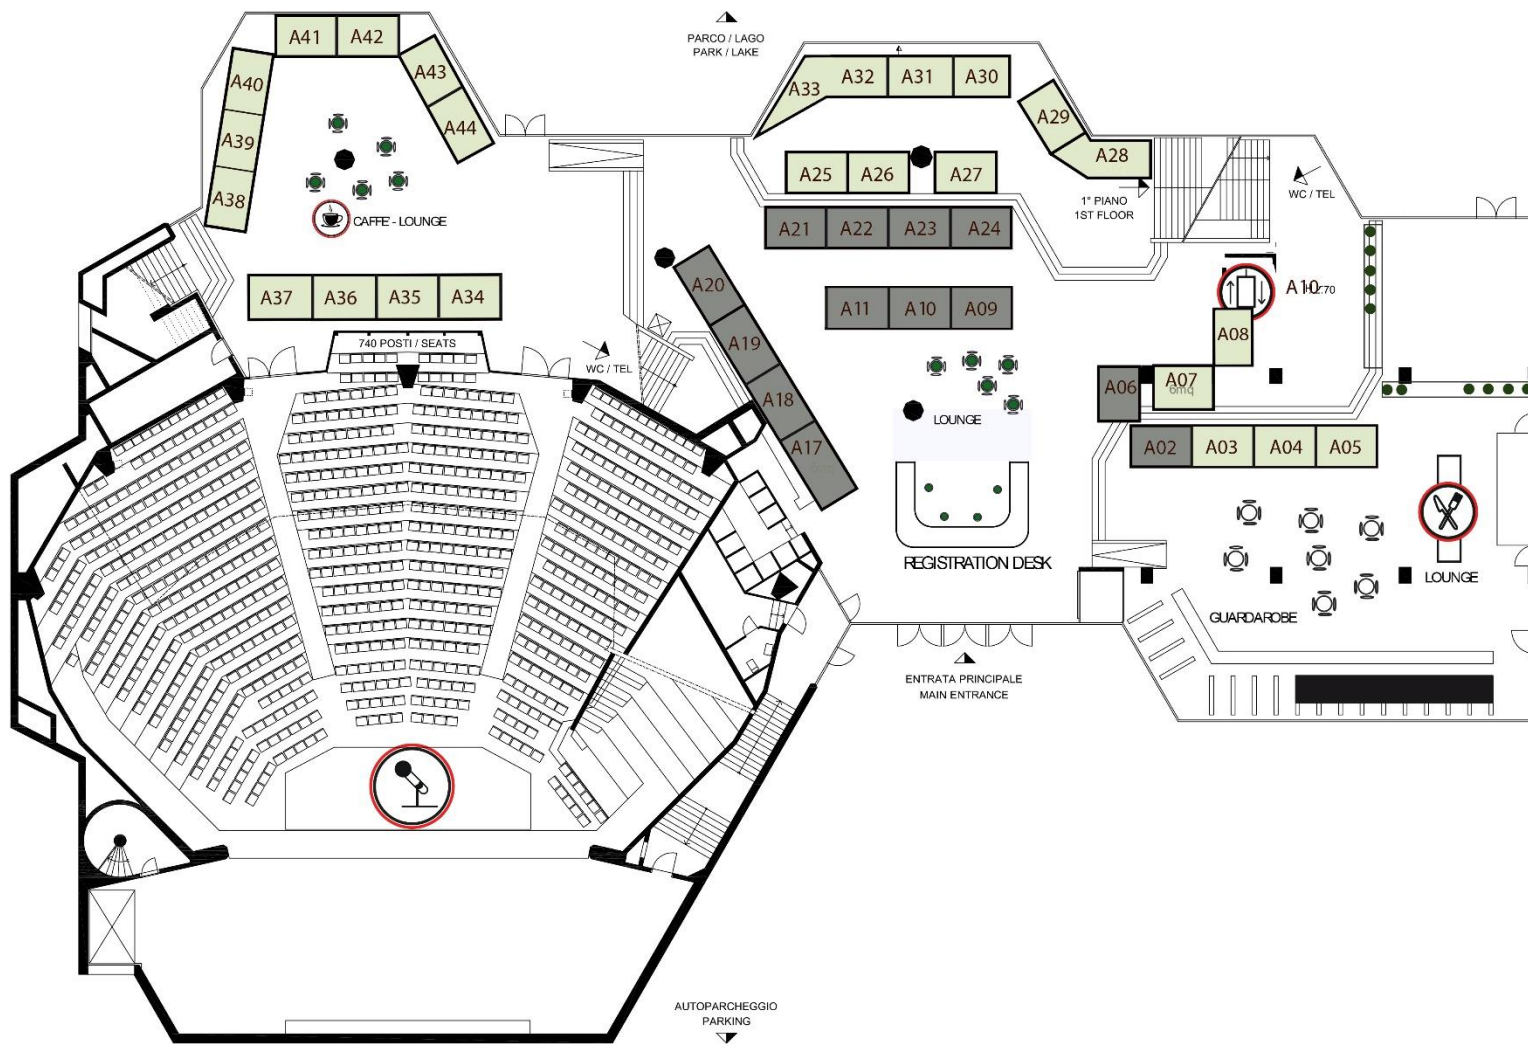 A41
A42
PARCO / LAGO
PARK / LAKE
A40
A43
A33
A32
A31
A30
A39
A44
A29
A28
A38
A25
A26
A27
1° PIANO
1ST FLOOR
WC / TEL
CAFFE' - LOUNGE
A21
A22
A23
A24
A37
A36
A35
A34
A20
A11
A10
A09
A10
740 POSTI / SEATS
WC / TEL
A19
A08
A18
A06
A07
6mq
LOUNGE
A17
A02
A03
A04
A05
REGISTRATION DESK
LOUNGE
GUARDAROBE
ENTRATA PRINCIPALE
MAIN ENTRANCE
AUTOPARCHEGGIO
PARKING